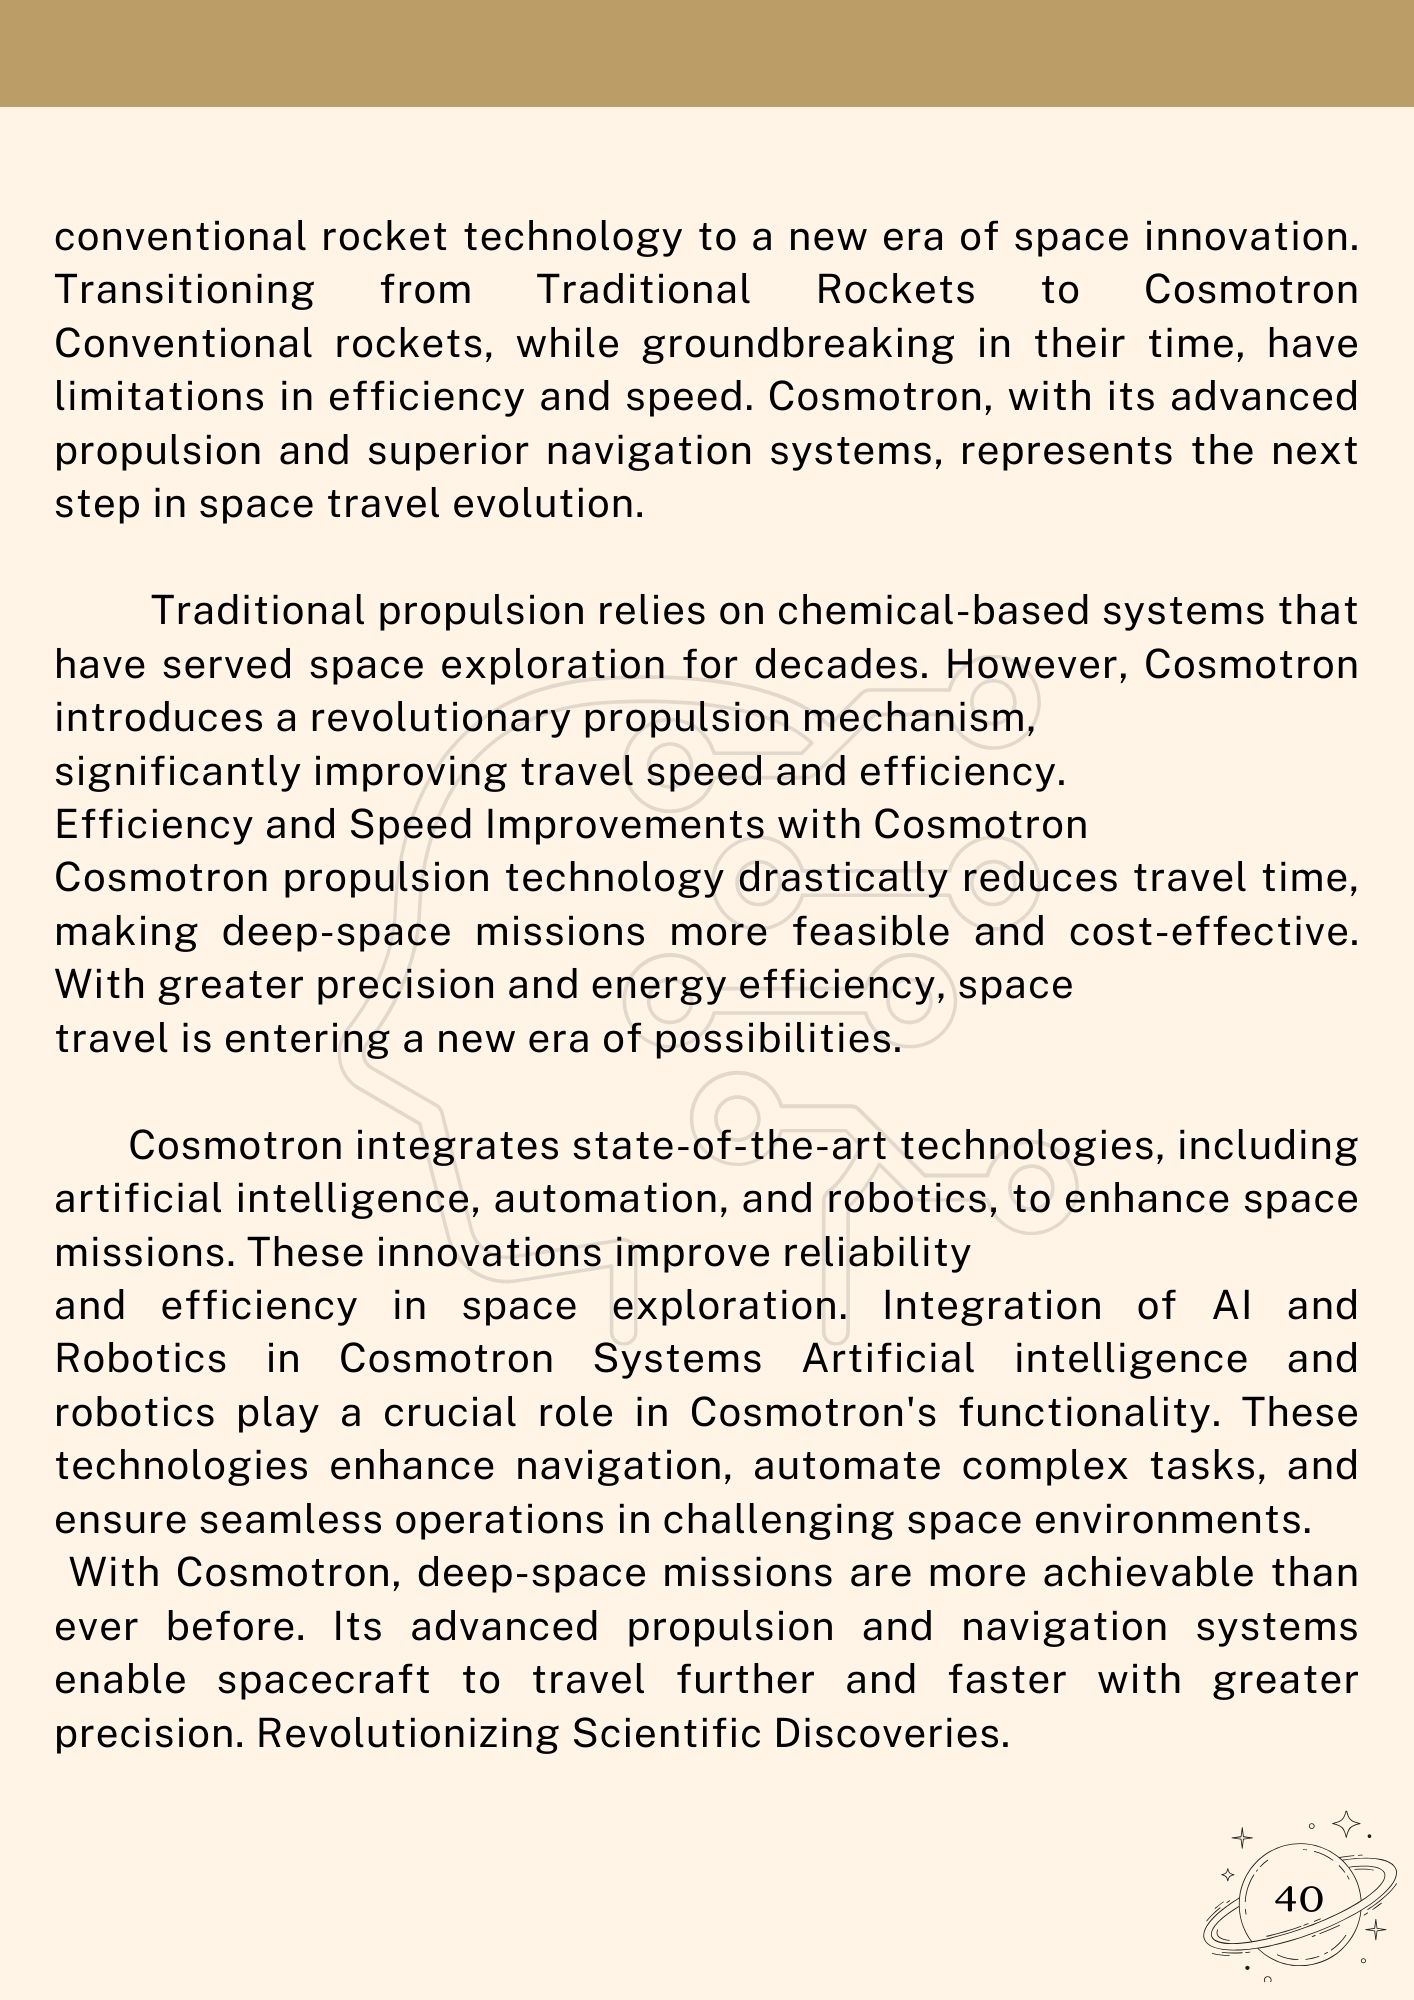 conventional rocket technology to a new era of space innovation.
Transitioning from Traditional Rockets to Cosmotron
Conventional rockets, while groundbreaking in their time, have
limitations in efficiency and speed. Cosmotron, with its advanced
propulsion and superior navigation systems, represents the next
step in space travel evolution.
Traditional propulsion relies on chemical-based systems that
have served space exploration for decades. However, Cosmotron
introduces a revolutionary propulsion mechanism,
significantly improving travel speed and efficiency.
Efficiency and Speed Improvements with Cosmotron
Cosmotron propulsion technology drastically reduces travel time,
making deep-space missions more feasible and cost-effective.
With greater precision and energy efficiency, space
travel is entering a new era of possibilities.
Cosmotron integrates state-of-the-art technologies, including
artificial intelligence, automation, and robotics, to enhance space
missions. These innovations improve reliability
and efficiency in space exploration. Integration of AI and
Robotics in Cosmotron Systems Artificial intelligence and
robotics play a crucial role in Cosmotron's functionality. These
technologies enhance navigation, automate complex tasks, and
ensure seamless operations in challenging space environments.
With Cosmotron, deep-space missions are more achievable than
ever before. Its advanced propulsion and navigation systems
enable spacecraft to travel further and faster with greater
precision. Revolutionizing Scientific Discoveries.
40